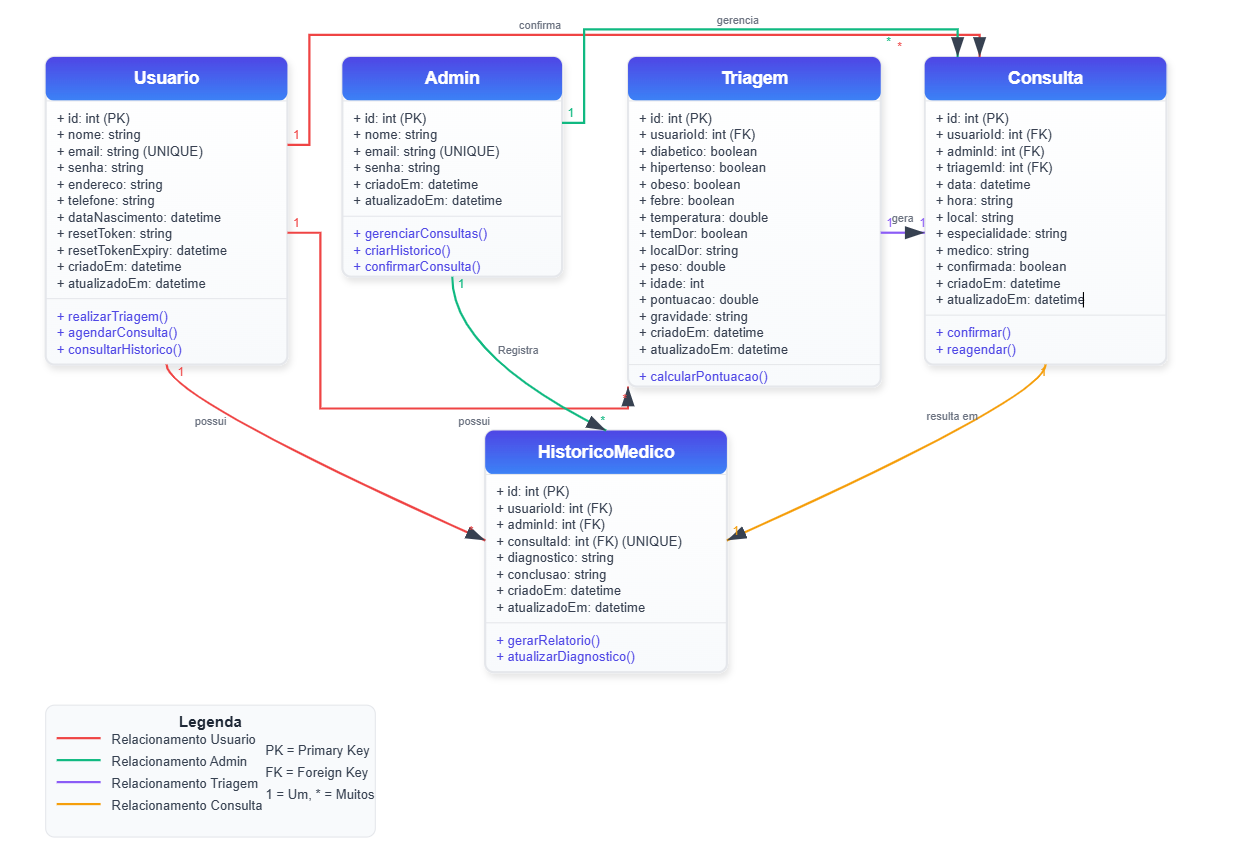 confirma
gerencia
*
*
Usuario
+ id: int (PK)
+ nome: string
+ email: string (UNIQUE)
+ senha: string
+ endereco: string
+ telefone: string
+ dataNascimento: datetime
+ resetToken: string
+ resetTokenExpiry: datetime
+ criadoEm: datetime
+ atualizadoEm: datetime
+ realizarTriagem()
+ agendarConsulta()
+ consultarHistorico()
1
1
1
Admin
+ id: int (PK)
+ nome: string
+ email: string (UNIQUE)
+ senha: string
+ criadoEm: datetime
+ atualizadoEm: datetime
+ gerenciarConsultas()
+ criarHistorico()
+ confirmarConsulta()
1
1
Triagem
+ id: int (PK)
+ usuarioId: int (FK)
+ diabetico: boolean
+ hipertenso: boolean
+ obeso: boolean
+ febre: boolean
+ temperatura: double
+ temDor: boolean
+ localDor: string
+ peso: double
+ idade: int
+ pontuacao: double
+ gravidade: string
+ criadoEm: datetime
+ atualizadoEm: datetime
+ calcularPontuacao()
1
gera
1
Consulta
+ id: int (PK)
+ usuarioId: int (FK)
+ adminId: int (FK)
+ triagemId: int (FK)
+ data: datetime
+ hora: string
+ local: string
+ especialidade: string
+ medico: string
+ confirmada: boolean
+ criadoEm: datetime
+ atualizadoEm: datetime
+ confirmar()
+ reagendar()
1
Registra
possui
possui
resulta em
*
1
HistoricoMedico
+ id: int (PK)
+ usuarioId: int (FK)
+ adminId: int (FK)
+ consultaId: int (FK) (UNIQUE)
+ diagnostico: string
+ conclusao: string
+ criadoEm: datetime
+ atualizadoEm: datetime
+ gerarRelatorio()
+ atualizarDiagnostico()
Legenda
Relacionamento Usuario
Relacionamento Admin
Relacionamento Triagem
Relacionamento Consulta
PK = Primary Key
FK = Foreign Key
1 = Um, * = Muitos